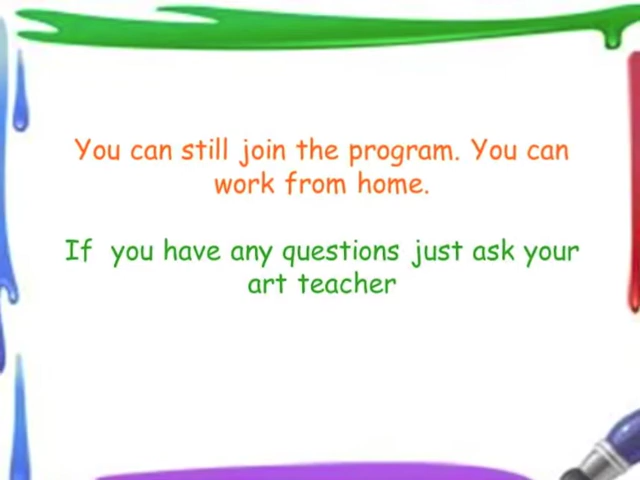 You can still join the program. You can
work from home.
If you have any questions just ask your
art teacher